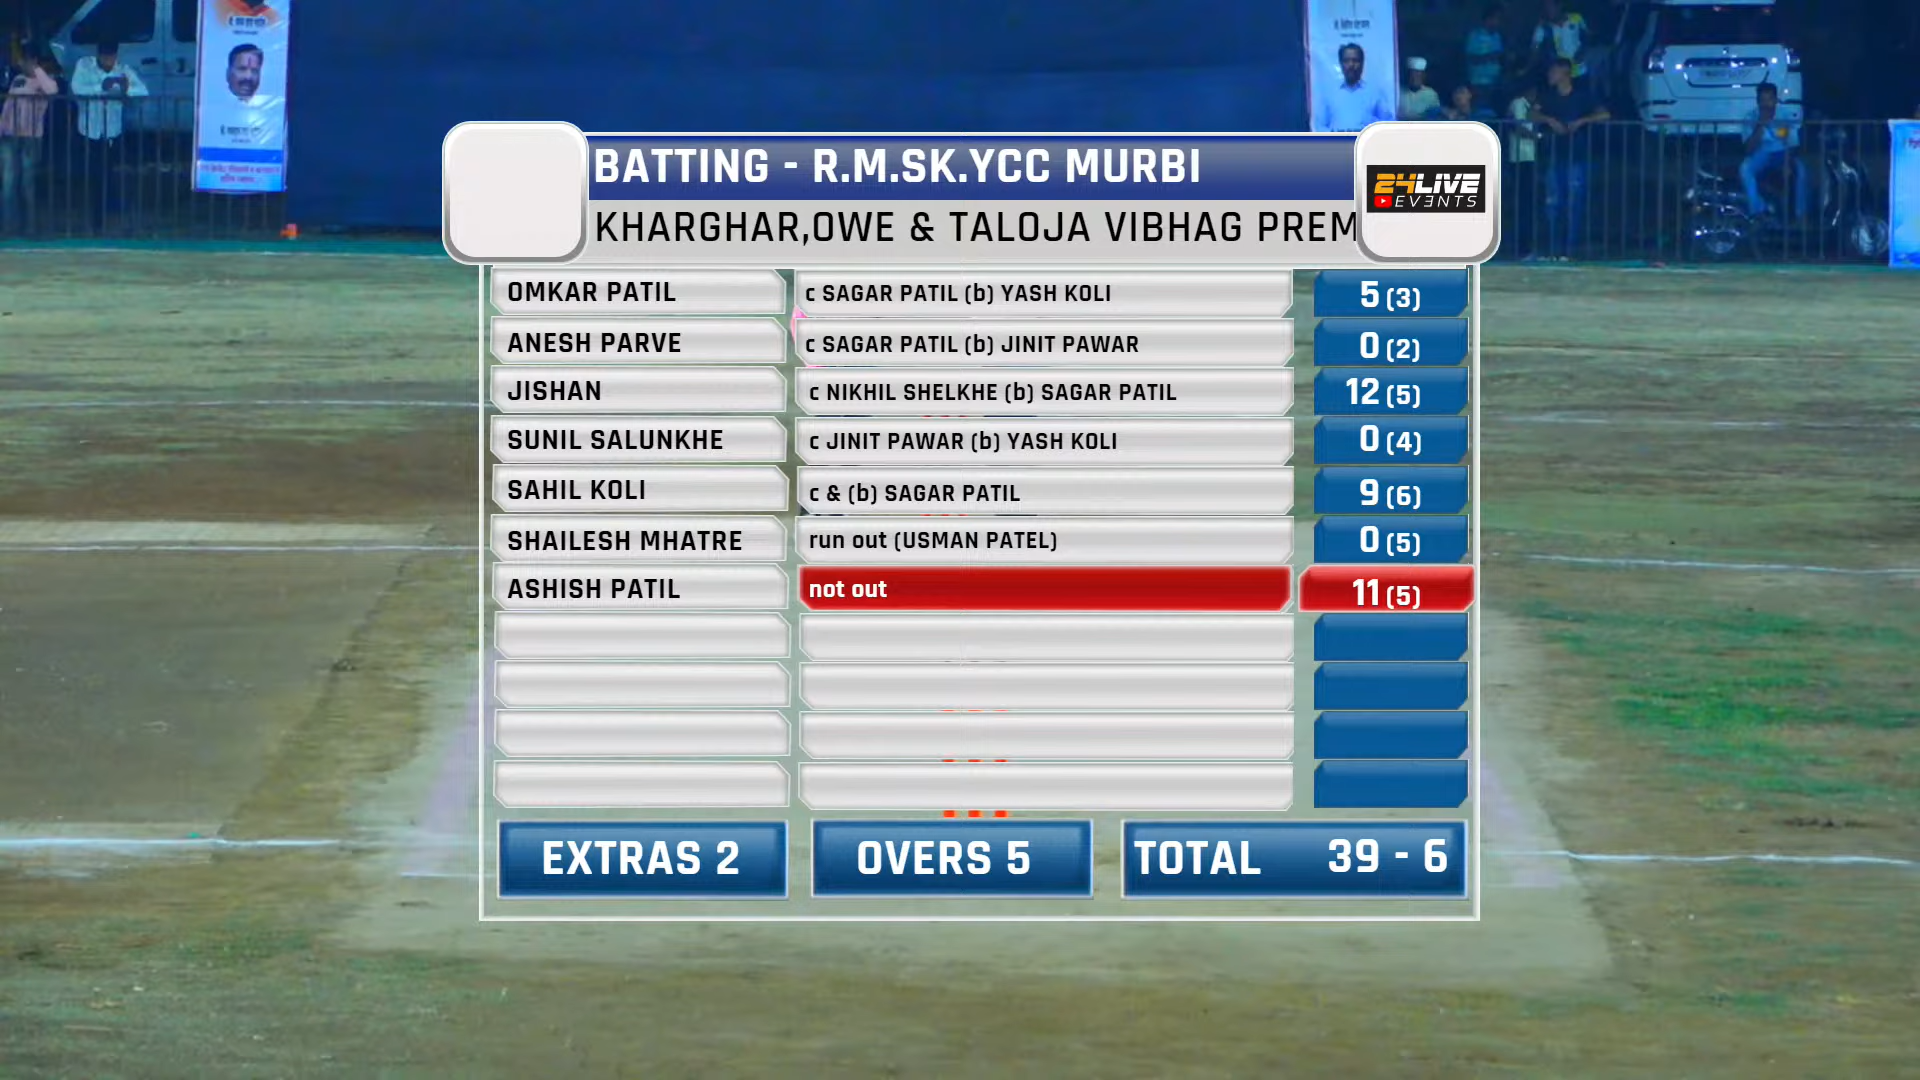 BATTING - R.M.SK.YCC MURBI
24LIVE
EVENTS
KHARGHAR,OWE & TALOJA VIBHAG PREM
OMKAR PATIL c SAGAR PATIL (b) YASH KOLI 5 (3)
ANESH PARVE c SAGAR PATIL (b) JINIT PAWAR 0 (2)
JISHAN c NIKHIL SHELKHE (b) SAGAR PATIL 12 (5)
SUNIL SALUNKHE c JINIT PAWAR (b) YASH KOLI 0 (4)
SAHIL KOLI c & (b) SAGAR PATIL 9 (6)
SHAILESH MHATRE run out (USMAN PATEL) 0 (5)
ASHISH PATIL not out 11 (5)
EXTRAS 2 OVERS 5 TOTAL 39 - 6